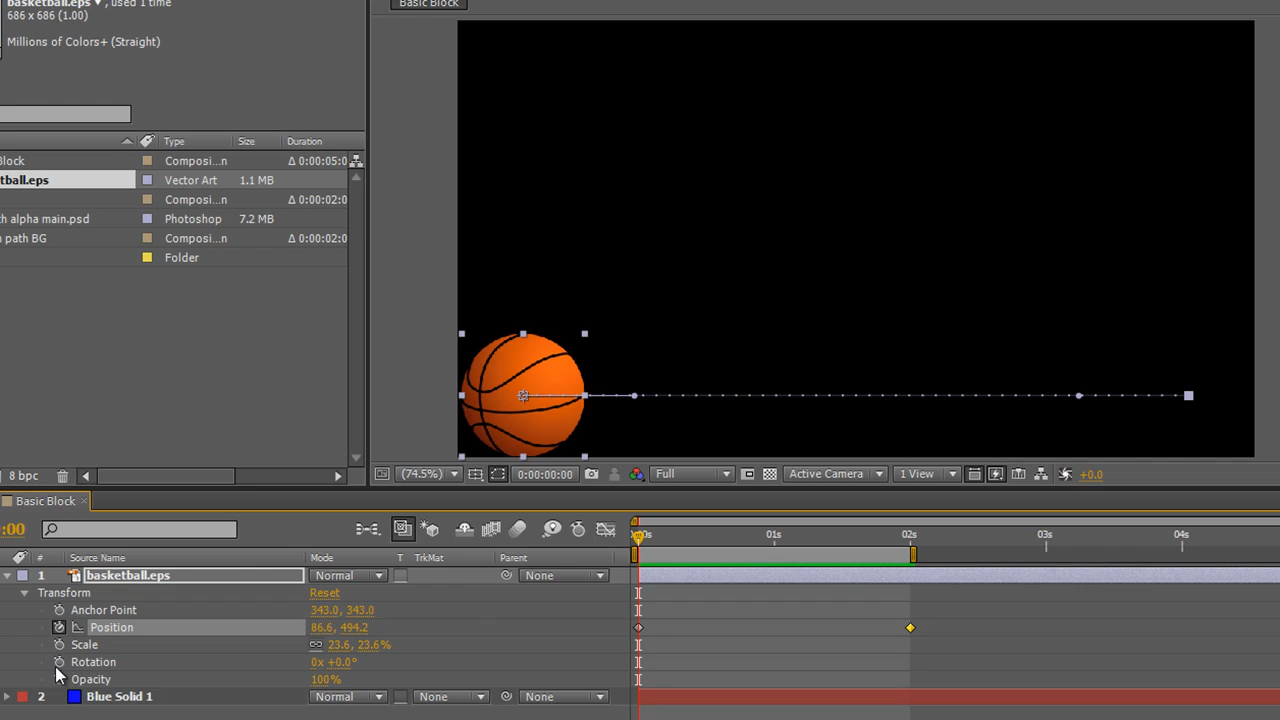 basketball.eps ▼ , used 1 time
686 x 686 (1.00)
Millions of Colors+ (Straight)
Type Size Duration
Block Composi...n Δ 0:00:05:0
tball.eps Vector Art 1.1 MB
Composi...n Δ 0:00:02:0
th alpha main.psd Photoshop 7.2 MB
n path BG Composi...n Δ 0:00:02:0
Folder
8 bpc
Basic Block
(74.5%) 0:00:00:00 Full Active Camera 1 View +0.0
Basic Block ×
:00
# Source Name Mode T TrkMat Parent
01s 02s 03s 04s
1 basketball.eps Normal None
Transform Reset
Anchor Point 343.0, 343.0
Position 86.6, 494.2
Scale 23.6, 23.6%
Rotation 0x +0.0°
Opacity 100%
2 Blue Solid 1 Normal None None